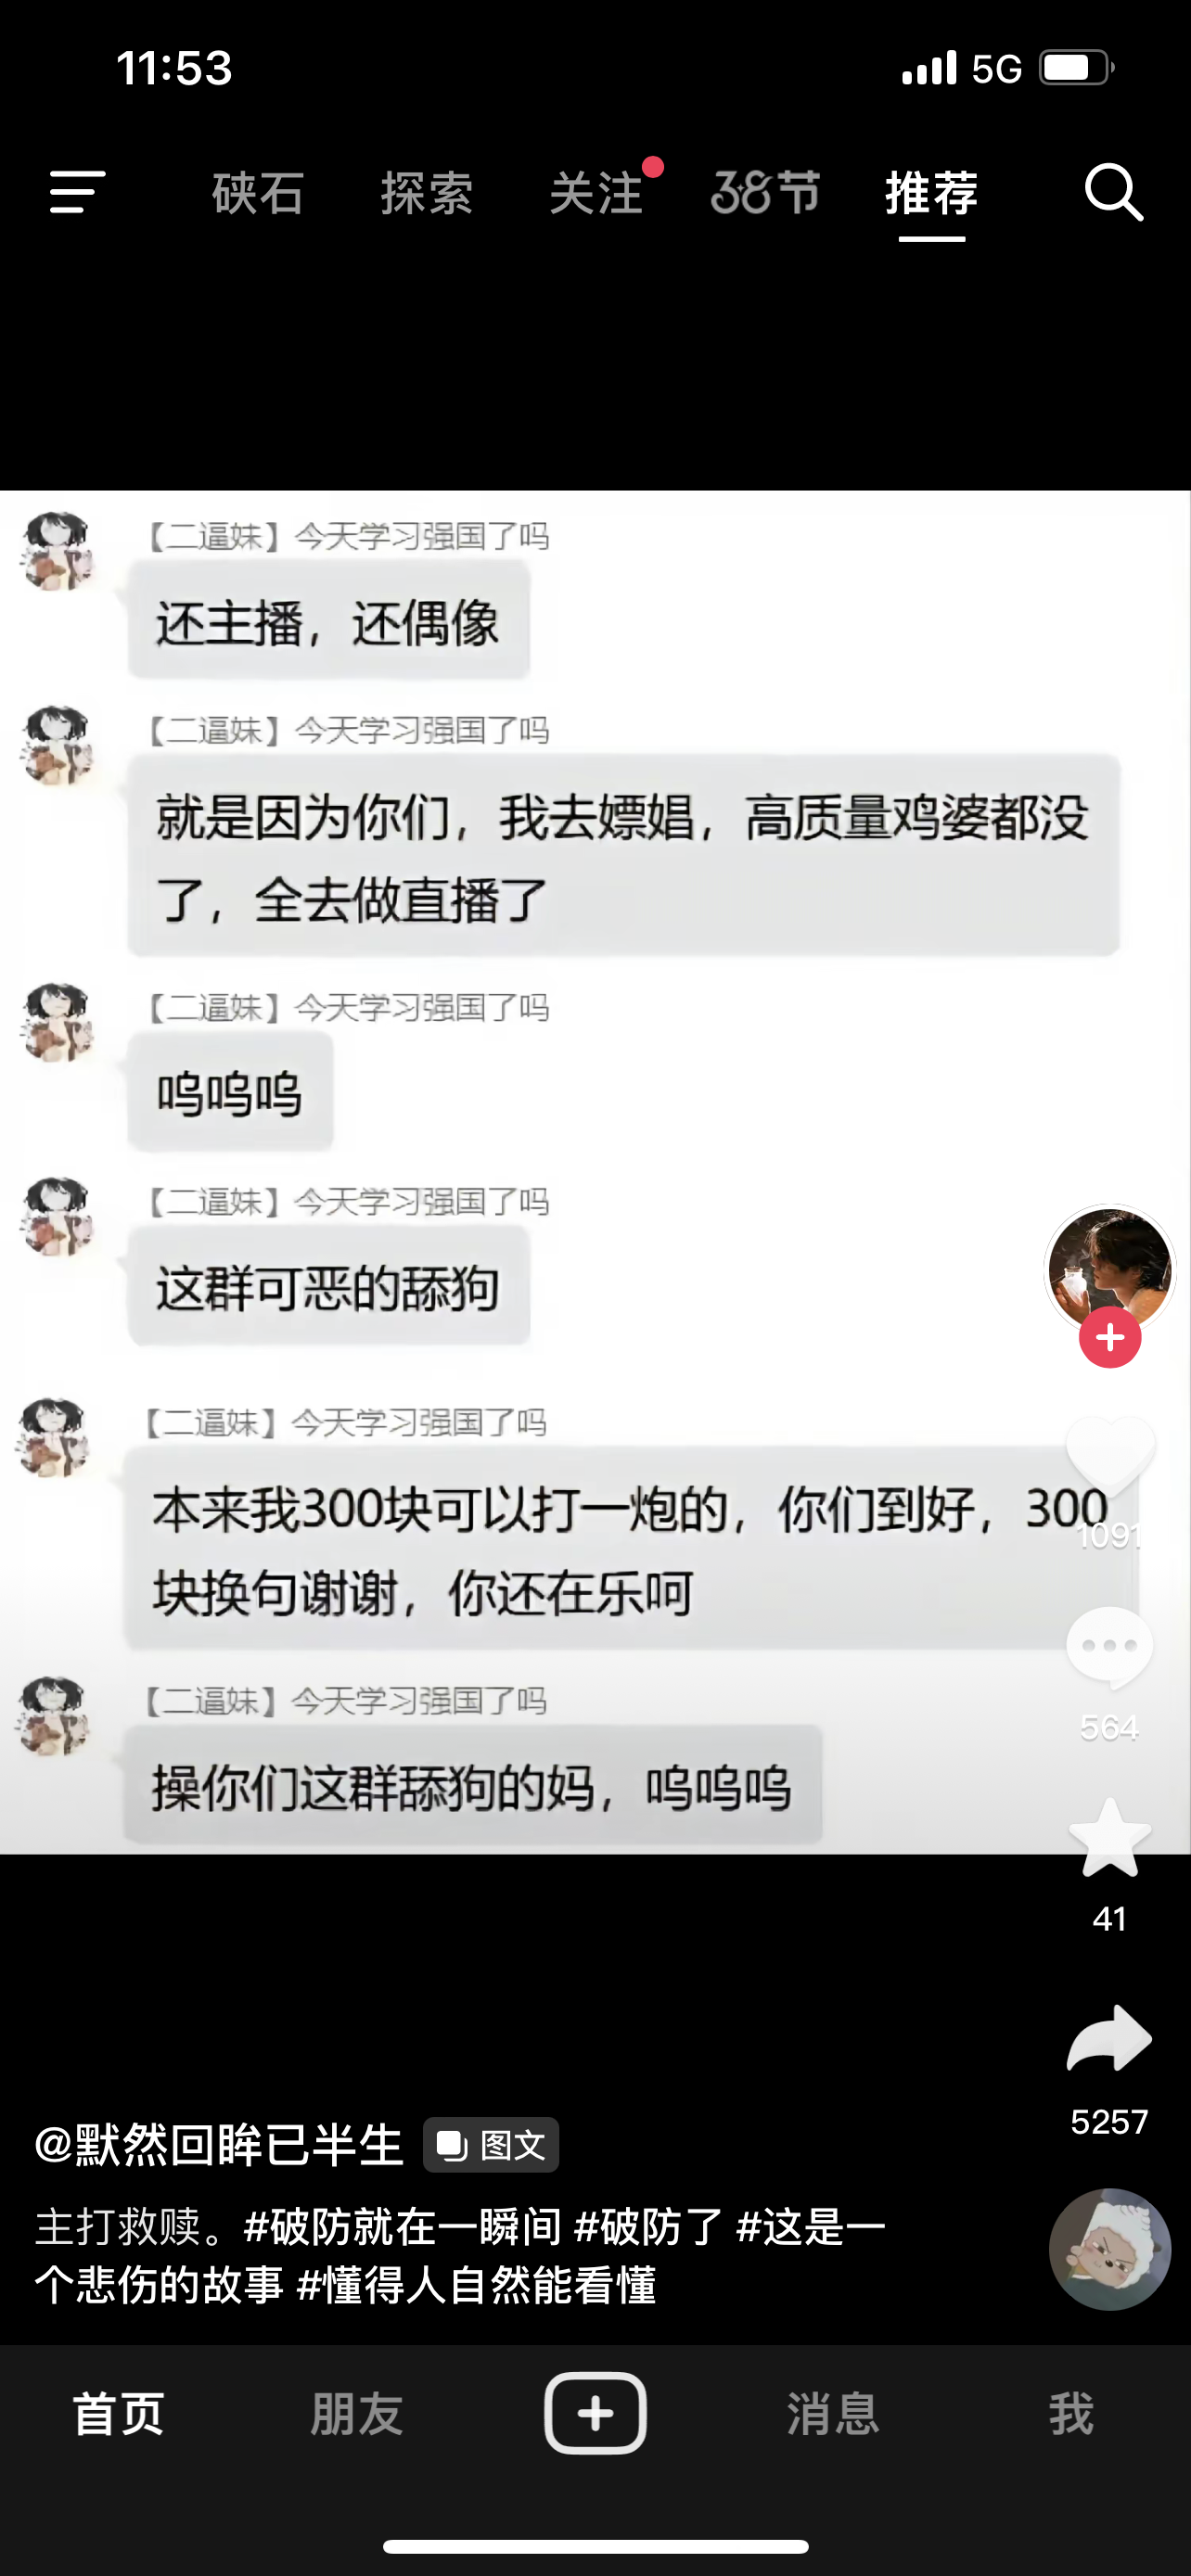 11:53
5G
硖石 探索 关注 38节 推荐
【二逼妹】今天学习强国了吗
还主播，还偶像
【二逼妹】今天学习强国了吗
就是因为你们，我去嫖娼，高质量鸡婆都没
了，全去做直播了
【二逼妹】今天学习强国了吗
呜呜呜
【二逼妹】今天学习强国了吗
这群可恶的舔狗
【二逼妹】今天学习强国了吗
本来我300块可以打一炮的，你们到好，300
块换句谢谢，你还在乐呵
1091
【二逼妹】今天学习强国了吗
操你们这群舔狗的妈，呜呜呜
564
41
5257
@默然回眸已半生 图文
主打救赎。#破防就在一瞬间 #破防了 #这是一
个悲伤的故事 #懂得人自然能看懂
首页 朋友 消息 我